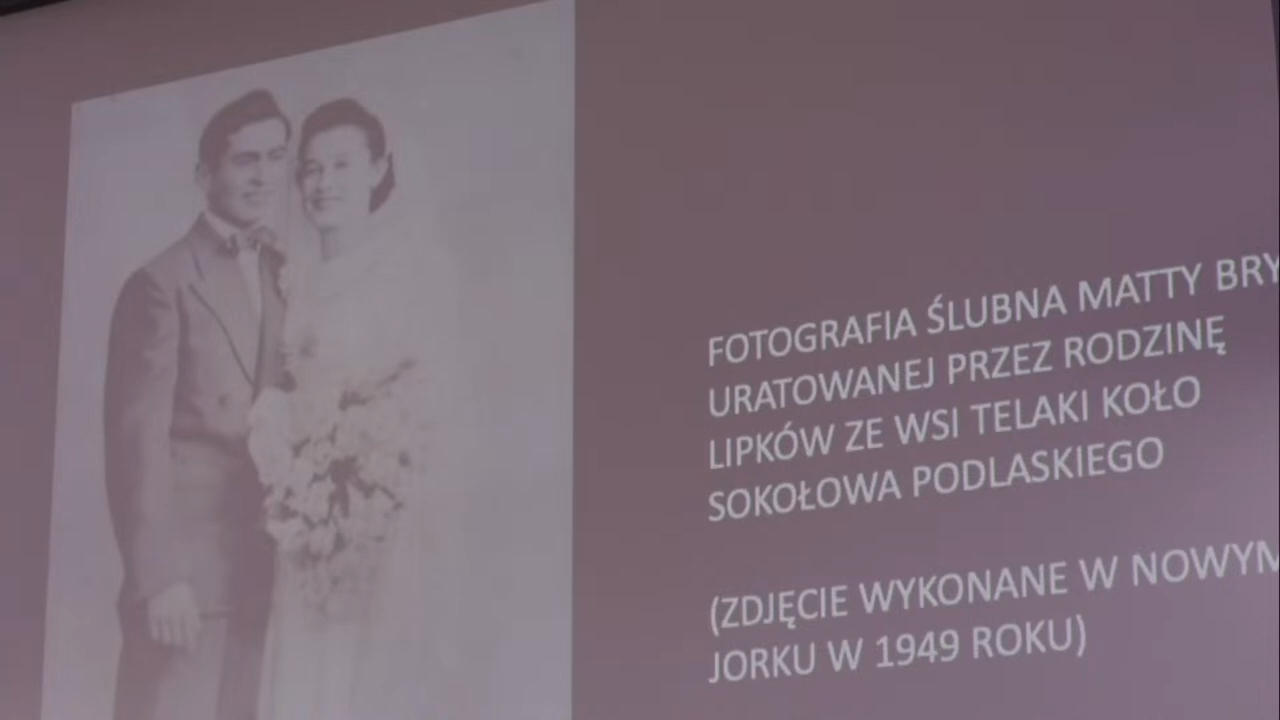 FOTOGRAFIA ŚLUBNA MATTY
URATOWANEJ PRZEZ RODZINĘ
LIPKÓW ZE WSI TELAKI KOŁO
SOKOŁOWA PODLASKIEGO
(ZDJĘCIE WYKONANE W NOWYM
JORKU W 1949 ROKU)